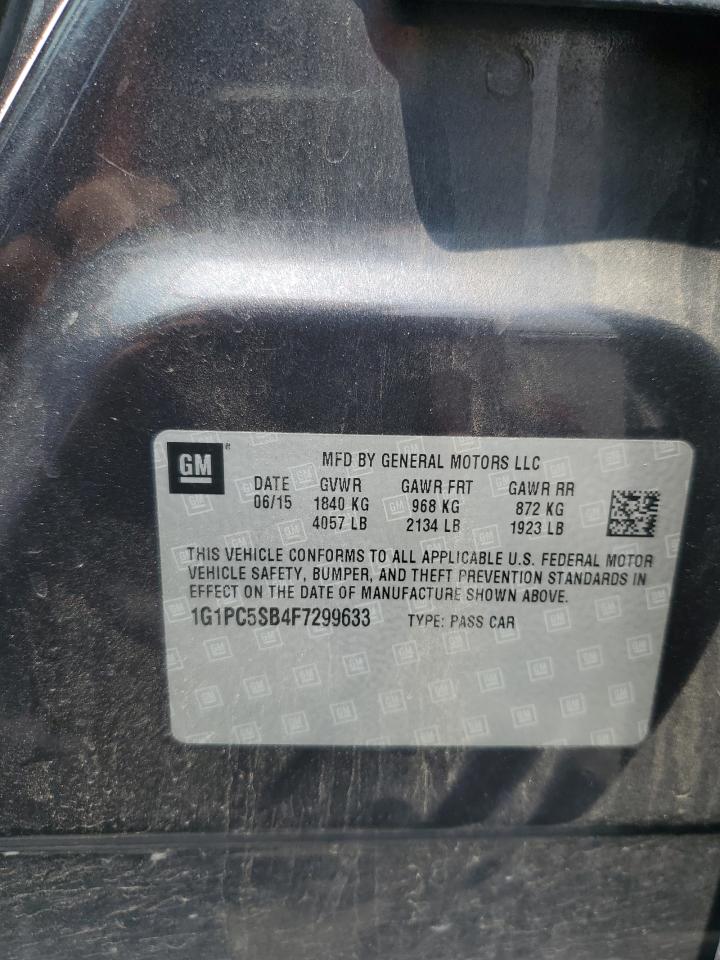 GM ®
MFD BY GENERAL MOTORS LLC
DATE GVWR GAWR FRT GAWR RR
06/15 1840 KG 968 KG 872 KG
4057 LB 2134 LB 1923 LB
THIS VEHICLE CONFORMS TO ALL APPLICABLE U.S. FEDERAL MOTOR
VEHICLE SAFETY, BUMPER, AND THEFT PREVENTION STANDARDS IN
EFFECT ON THE DATE OF MANUFACTURE SHOWN ABOVE.
1G1PC5SB4F7299633 TYPE: PASS CAR